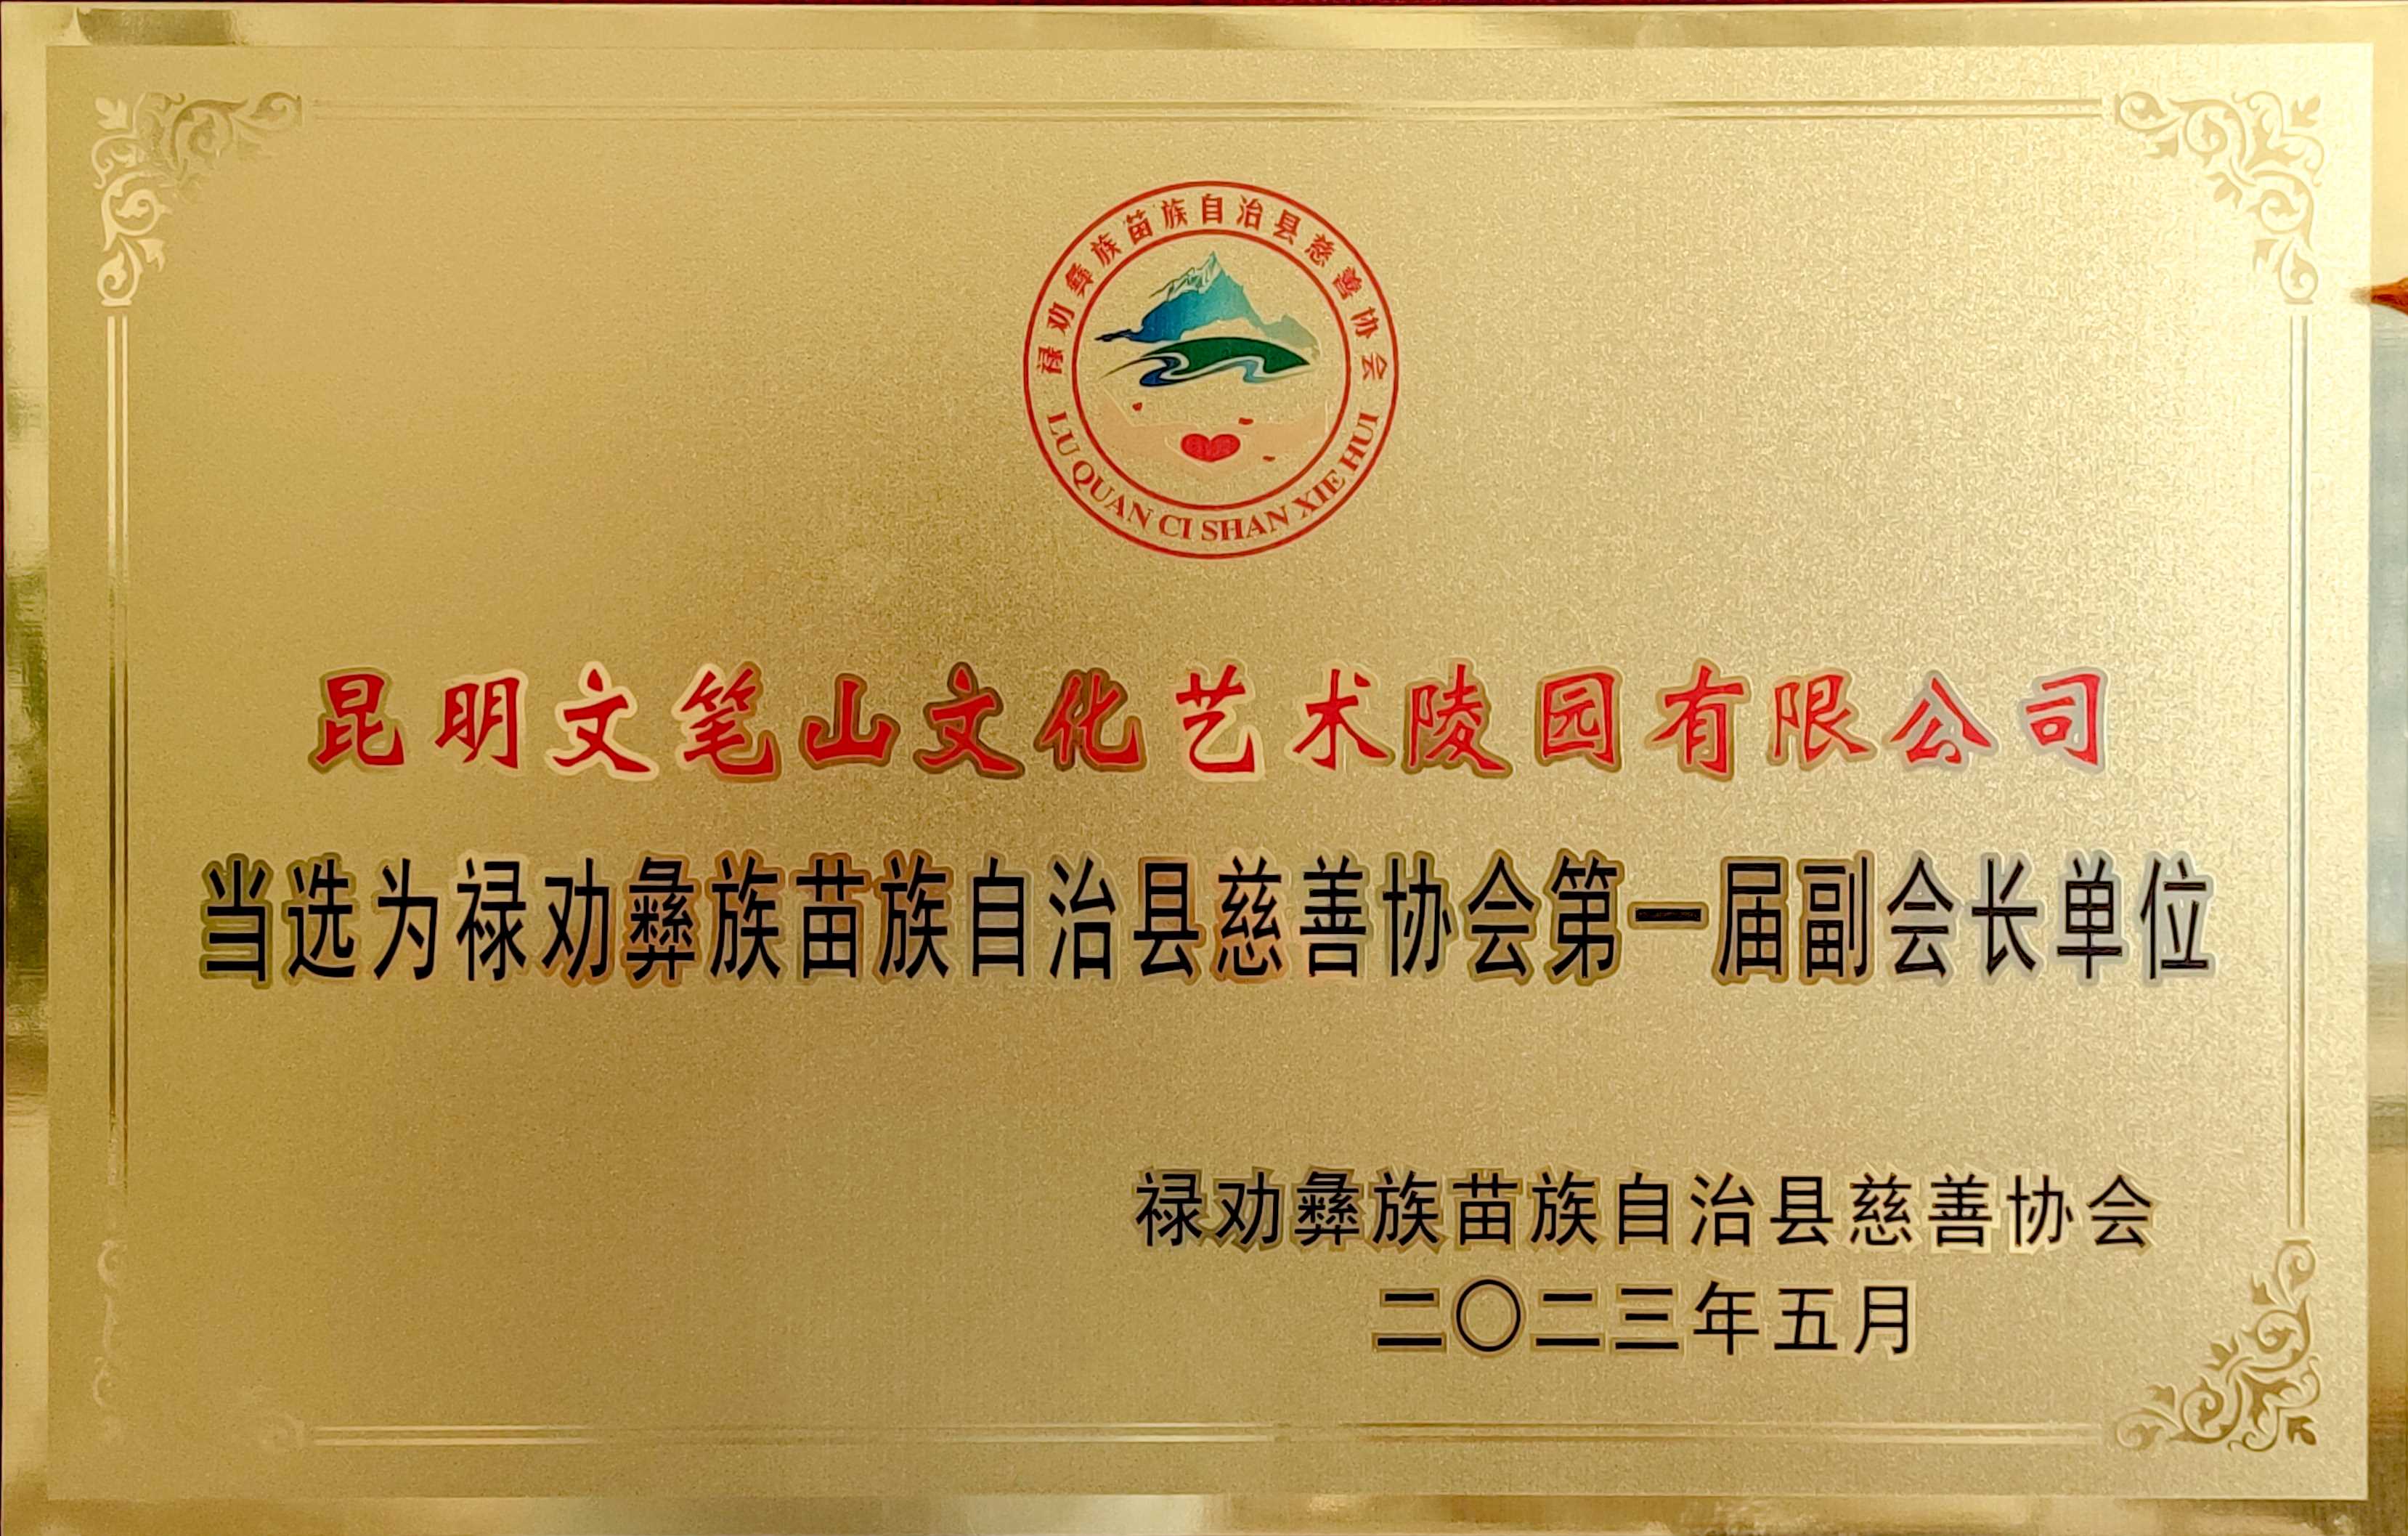 禄劝彝族苗族自治县慈善协会
LU QUAN CI SHAN XIE HUI
昆明文笔山文化艺术陵园有限公司
当选为禄劝彝族苗族自治县慈善协会第一届副会长单位
禄劝彝族苗族自治县慈善协会
二〇二三年五月